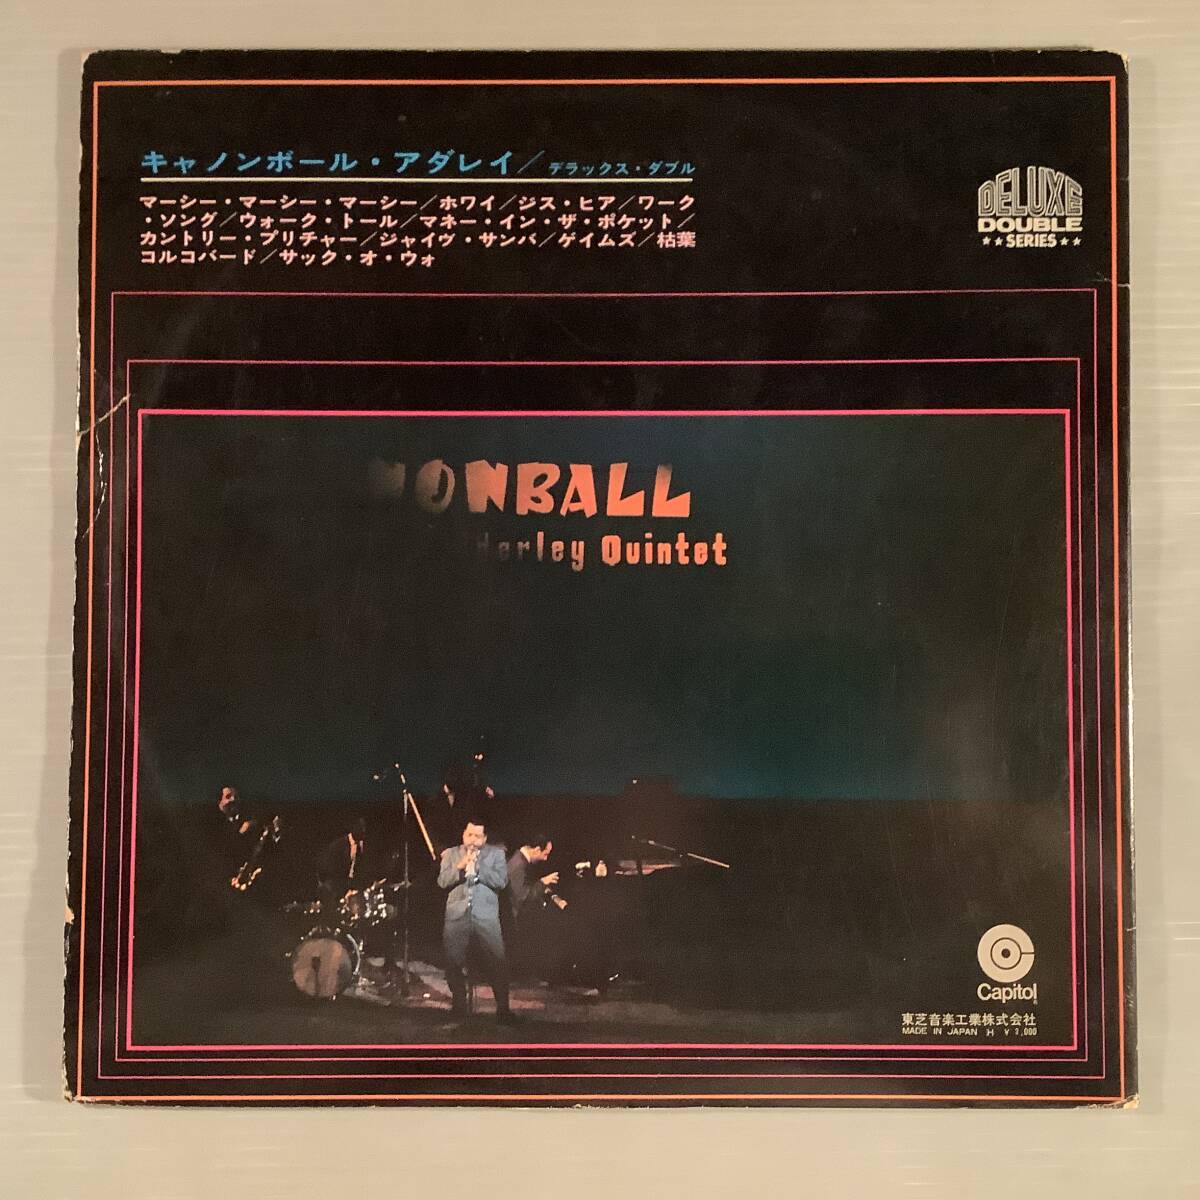 キャノンボール・アダレイ／デラックス・ダブル
マーシー・マーシー・マーシー／ホワイ／ジス・ヒア／ワーク
・ソング／ウォーク・トール／マネー・イン・ザ・ポケット／
カントリー・プリチャー／ジャイヴ・サンバ／ゲイムズ／枯葉
コルコバード／サック・オ・ウォ
DELUXE
DOUBLE
★★SERIES★★
NONBALL
derley Quintet
Capitol
東芝音楽工業株式会社
MADE IN JAPAN H